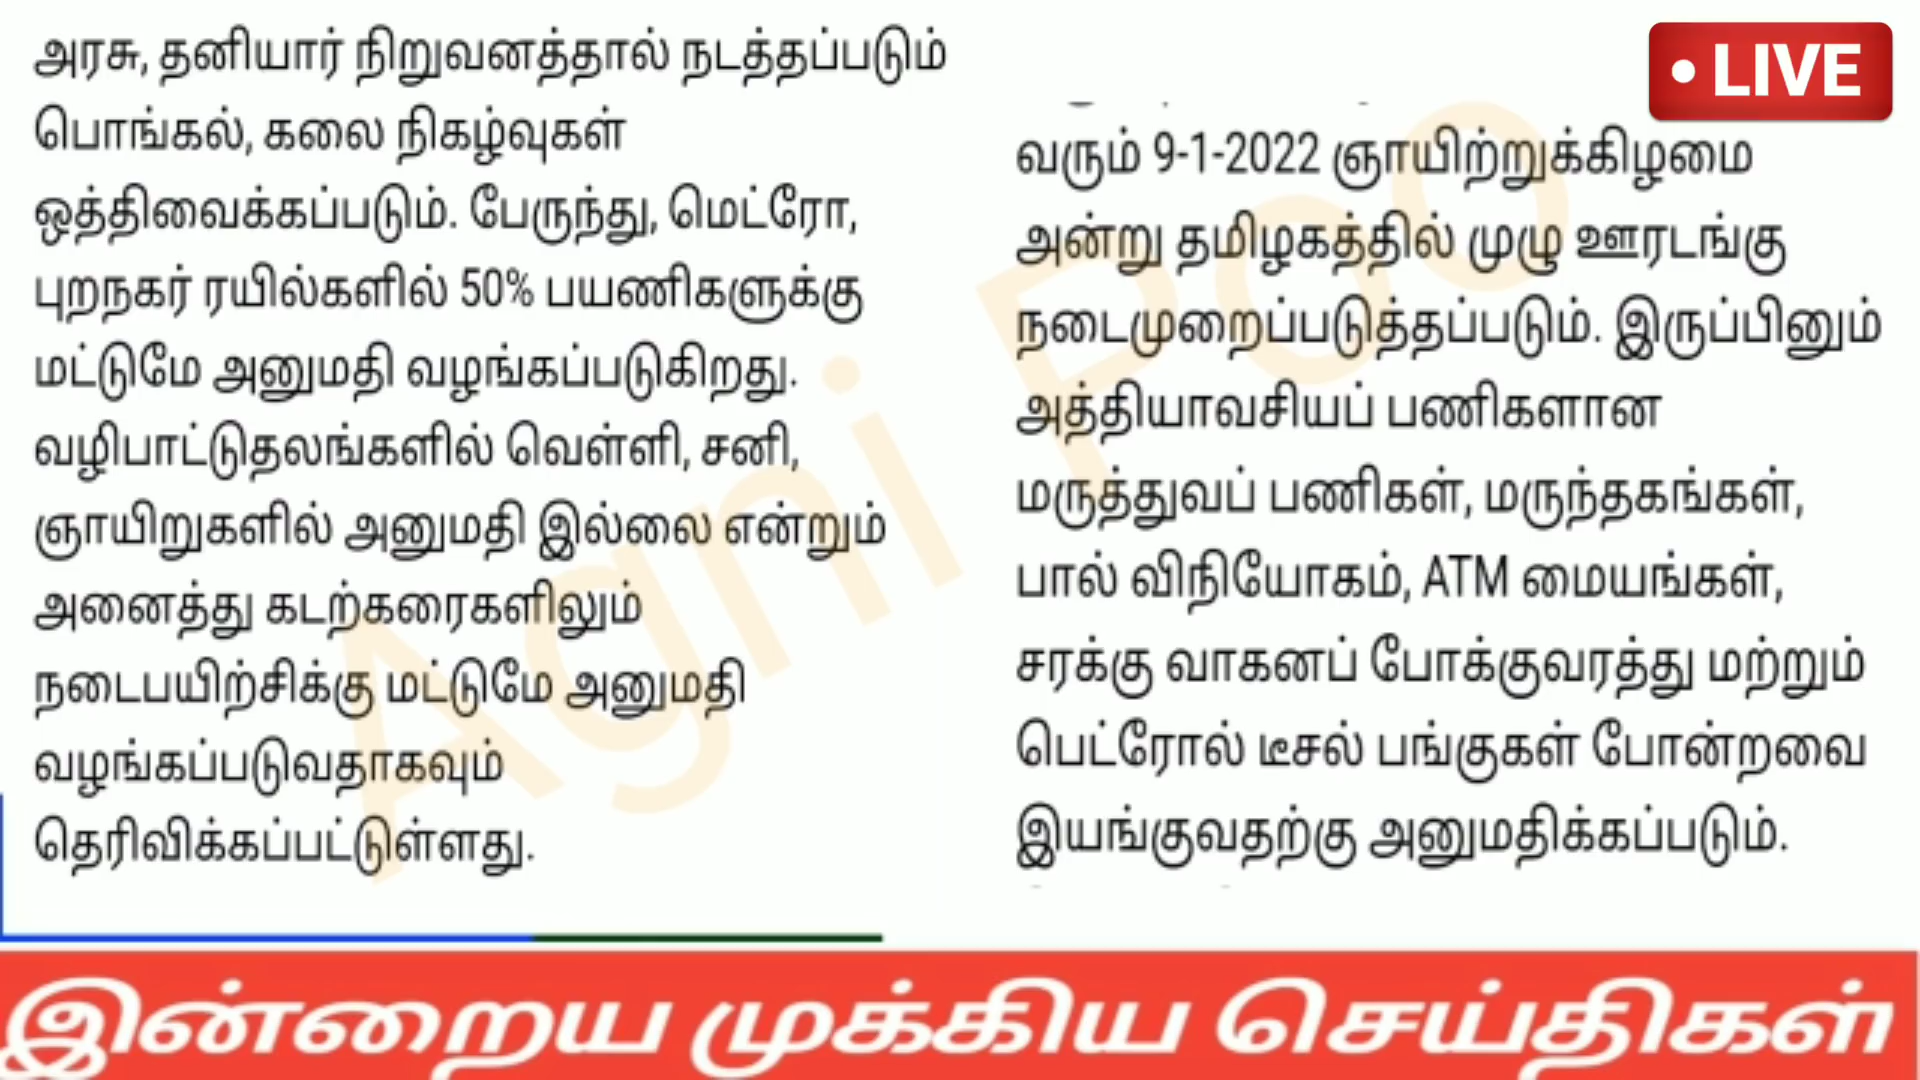 அரசு, தனியார் நிறுவனத்தால் நடத்தப்படும்
பொங்கல், கலை நிகழ்வுகள்
ஒத்திவைக்கப்படும். பேருந்து, மெட்ரோ,
புறநகர் ரயில்களில் 50% பயணிகளுக்கு
மட்டுமே அனுமதி வழங்கப்படுகிறது.
வழிபாட்டுதலங்களில் வெள்ளி, சனி,
ஞாயிறுகளில் அனுமதி இல்லை என்றும்
அனைத்து கடற்கரைகளிலும்
நடைபயிற்சிக்கு மட்டுமே அனுமதி
வழங்கப்படுவதாகவும்
தெரிவிக்கப்பட்டுள்ளது.
LIVE
வரும் 9-1-2022 ஞாயிற்றுக்கிழமை
அன்று தமிழகத்தில் முழு ஊரடங்கு
நடைமுறைப்படுத்தப்படும். இருப்பினும்
அத்தியாவசியப் பணிகளான
மருத்துவப் பணிகள், மருந்தகங்கள்,
பால் விநியோகம், ATM மையங்கள்,
சரக்கு வாகனப் போக்குவரத்து மற்றும்
பெட்ரோல் டீசல் பங்குகள் போன்றவை
இயங்குவதற்கு அனுமதிக்கப்படும்.
Agni Poo
இன்றைய முக்கிய செய்திகள்